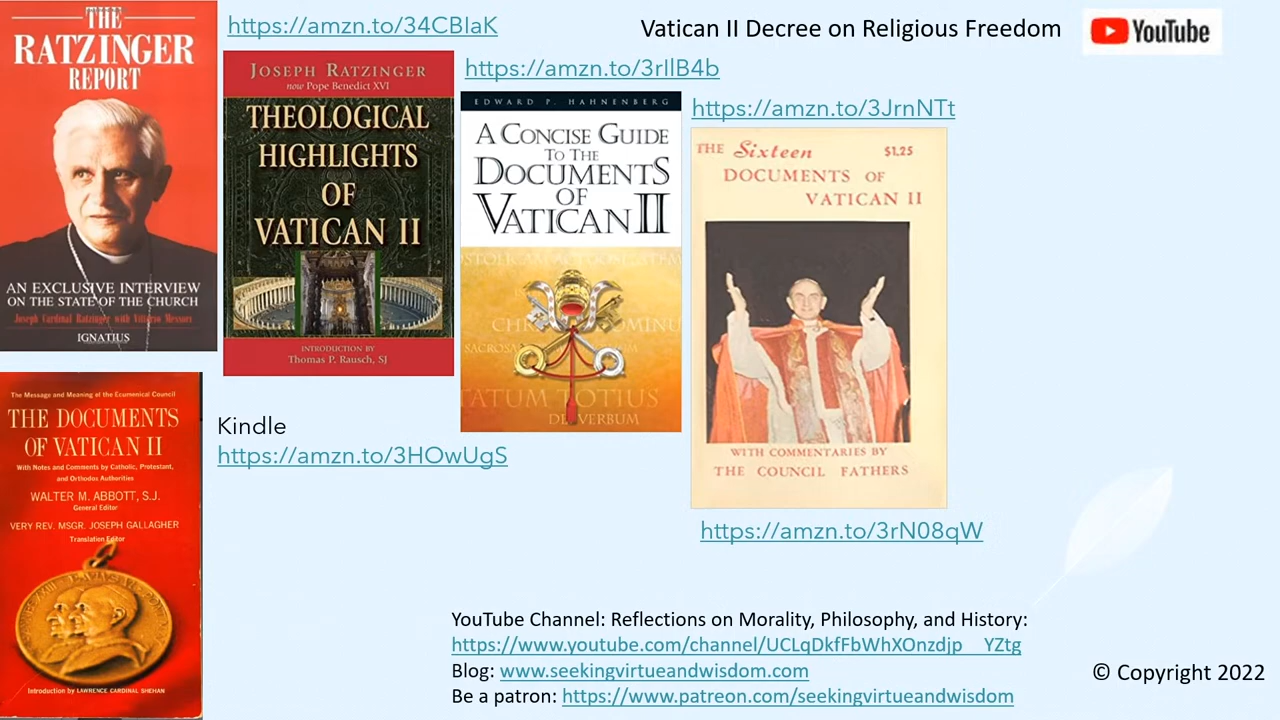 THE
RATZINGER
REPORT
AN EXCLUSIVE INTERVIEW
ON THE STATE OF THE CHURCH
Joseph Cardinal Ratzinger with Vittorio Messori
IGNATIUS
https://amzn.to/34CBlaK
JOSEPH RATZINGER
now Pope Benedict XVI
THEOLOGICAL
HIGHLIGHTS
OF
VATICAN II
INTRODUCTION BY
Thomas P. Rausch, SJ
https://amzn.to/3rIlB4b
EDWARD P. HAHNENBERG
A CONCISE GUIDE
TO THE
DOCUMENTS
OF
VATICAN II
TATUM TOTIUS
DEI VERBUM
Vatican II Decree on Religious Freedom
YouTube
https://amzn.to/3JrnNTt
THE Sixteen $1.25
DOCUMENTS OF
VATICAN II
WITH COMMENTARIES BY
THE COUNCIL FATHERS
https://amzn.to/3rN08qW
The Message and Meaning of the Ecumenical Council
THE DOCUMENTS
OF VATICAN II
With Notes and Comments by Catholic, Protestant,
and Orthodox Authorities
WALTER M. ABBOTT, S.J.
General Editor
VERY REV. MSGR. JOSEPH GALLAGHER
Translation Editor
Introduction by LAWRENCE CARDINAL SHEHAN
Kindle
https://amzn.to/3HOwUgS
YouTube Channel: Reflections on Morality, Philosophy, and History:
https://www.youtube.com/channel/UCLqDkfFbWhXOnzdjp__YZtg
Blog: www.seekingvirtueandwisdom.com
Be a patron: https://www.patreon.com/seekingvirtueandwisdom
© Copyright 2022